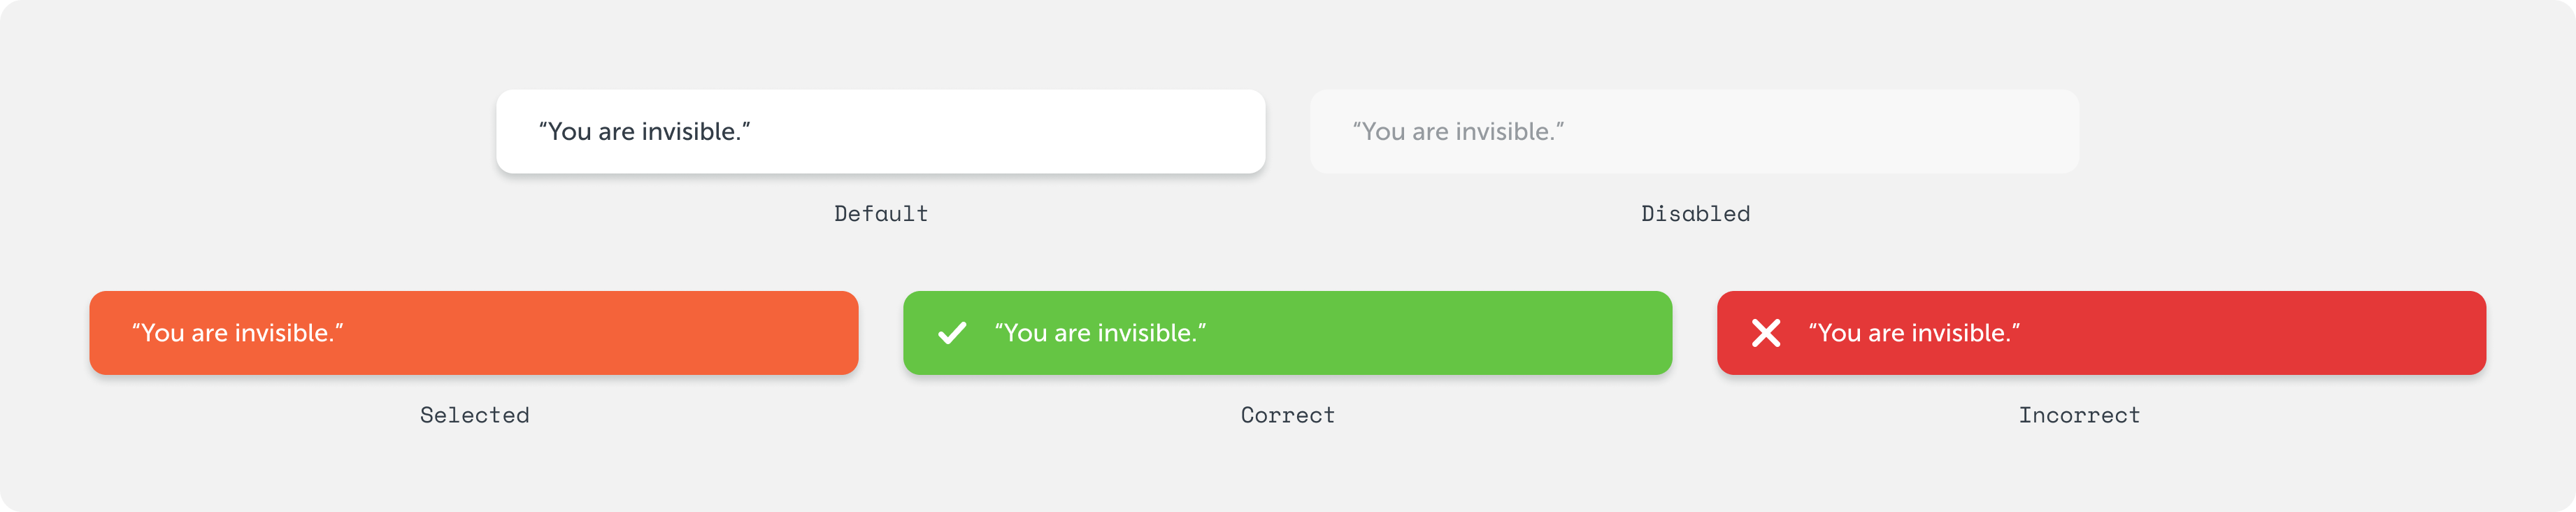 “You are invisible.”
“You are invisible.”
Default
Disabled
“You are invisible.”
“You are invisible.”
“You are invisible.”
Selected
Correct
Incorrect